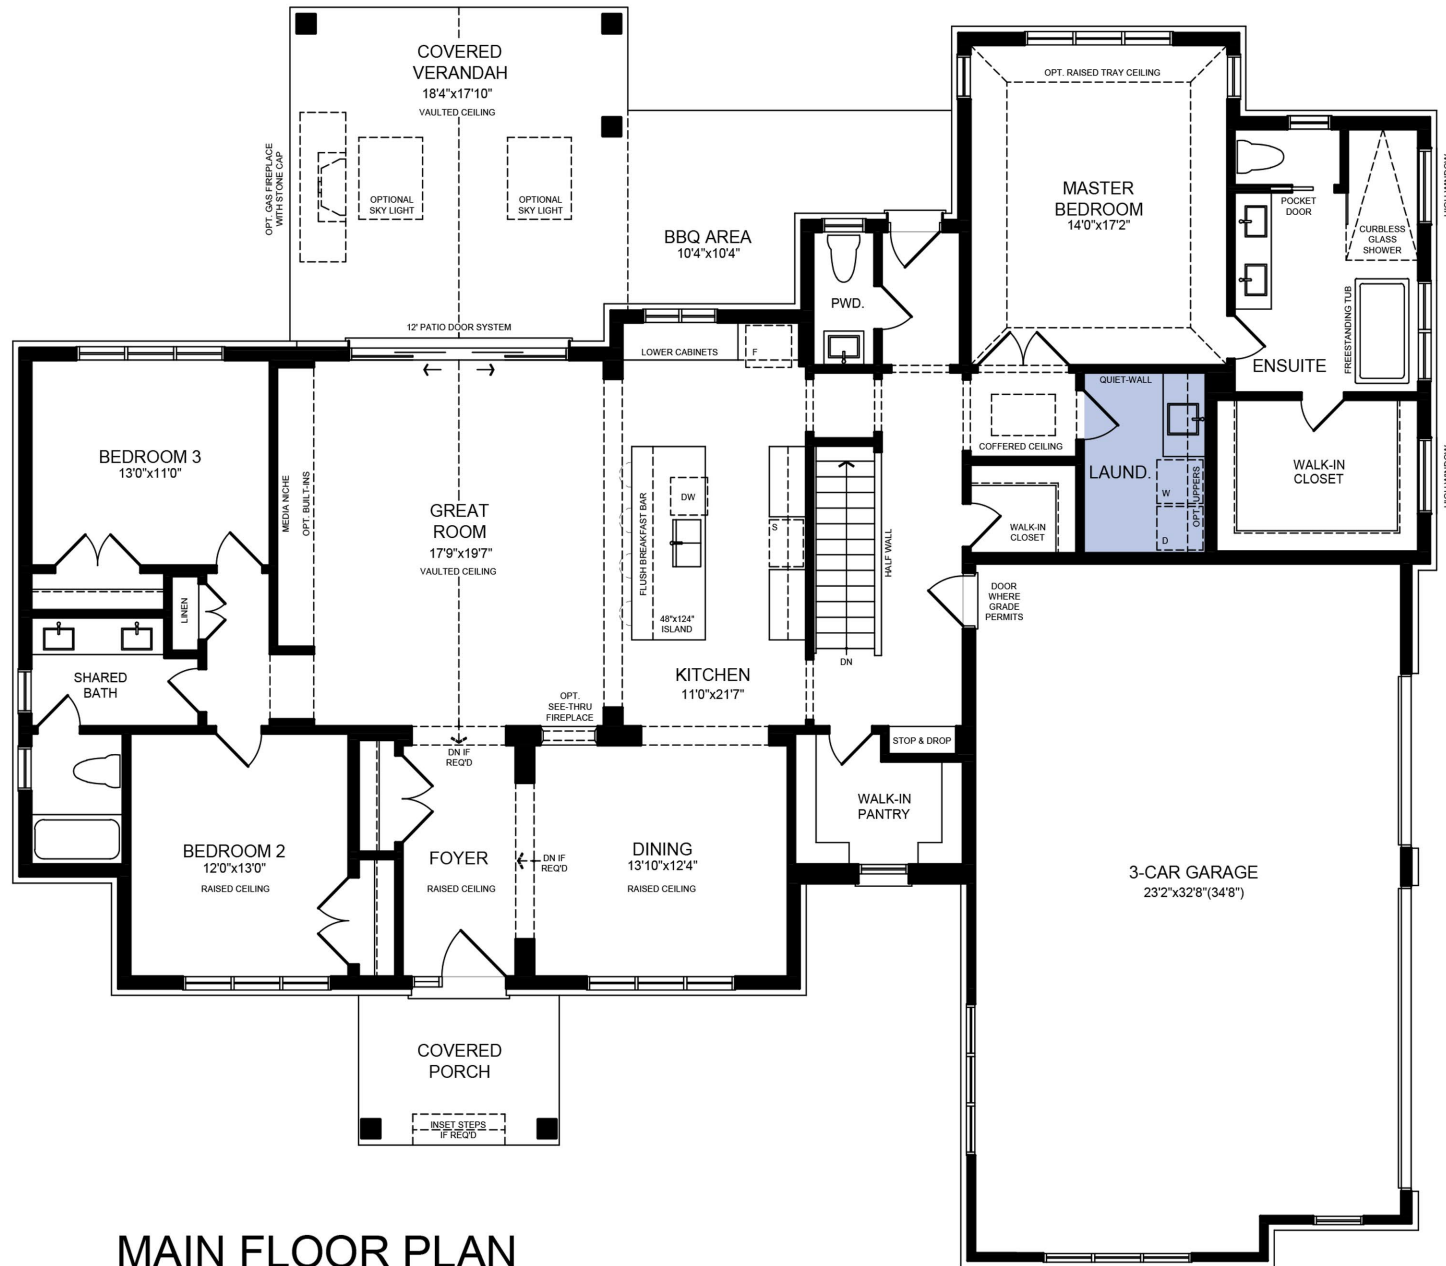 COVERED
VERANDAH
18'4"x17'10"
VAULTED CEILING
OPT. GAS FIREPLACE
WITH STONE CAP
OPTIONAL
SKY LIGHT
OPTIONAL
SKY LIGHT
BBQ AREA
10'4"x10'4"
12' PATIO DOOR SYSTEM
OPT. RAISED TRAY CEILING
MASTER
BEDROOM
14'0"x17'2"
POCKET
DOOR
CURBLESS
GLASS
SHOWER
FREESTANDING TUB
ENSUITE
PWD.
LOWER CABINETS
F
QUIET-WALL
COFFERED CEILING
LAUND.
W
D
OPT. UPPERS
WALK-IN
CLOSET
WALK-IN
CLOSET
BEDROOM 3
13'0"x11'0"
MEDIA NICHE
OPT. BUILT-INS
GREAT
ROOM
17'9"x19'7"
VAULTED CEILING
FLUSH BREAKFAST BAR
DW
S
48"x124"
ISLAND
KITCHEN
11'0"x21'7"
HALF WALL
DN
DOOR
WHERE
GRADE
PERMITS
LINEN
SHARED
BATH
OPT.
SEE-THRU
FIREPLACE
DN IF
REQ'D
STOP & DROP
WALK-IN
PANTRY
BEDROOM 2
12'0"x13'0"
RAISED CEILING
FOYER
RAISED CEILING
DN IF
REQ'D
DINING
13'10"x12'4"
RAISED CEILING
3-CAR GARAGE
23'2"x32'8"(34'8")
COVERED
PORCH
INSET STEPS
IF REQ'D
MAIN FLOOR PLAN